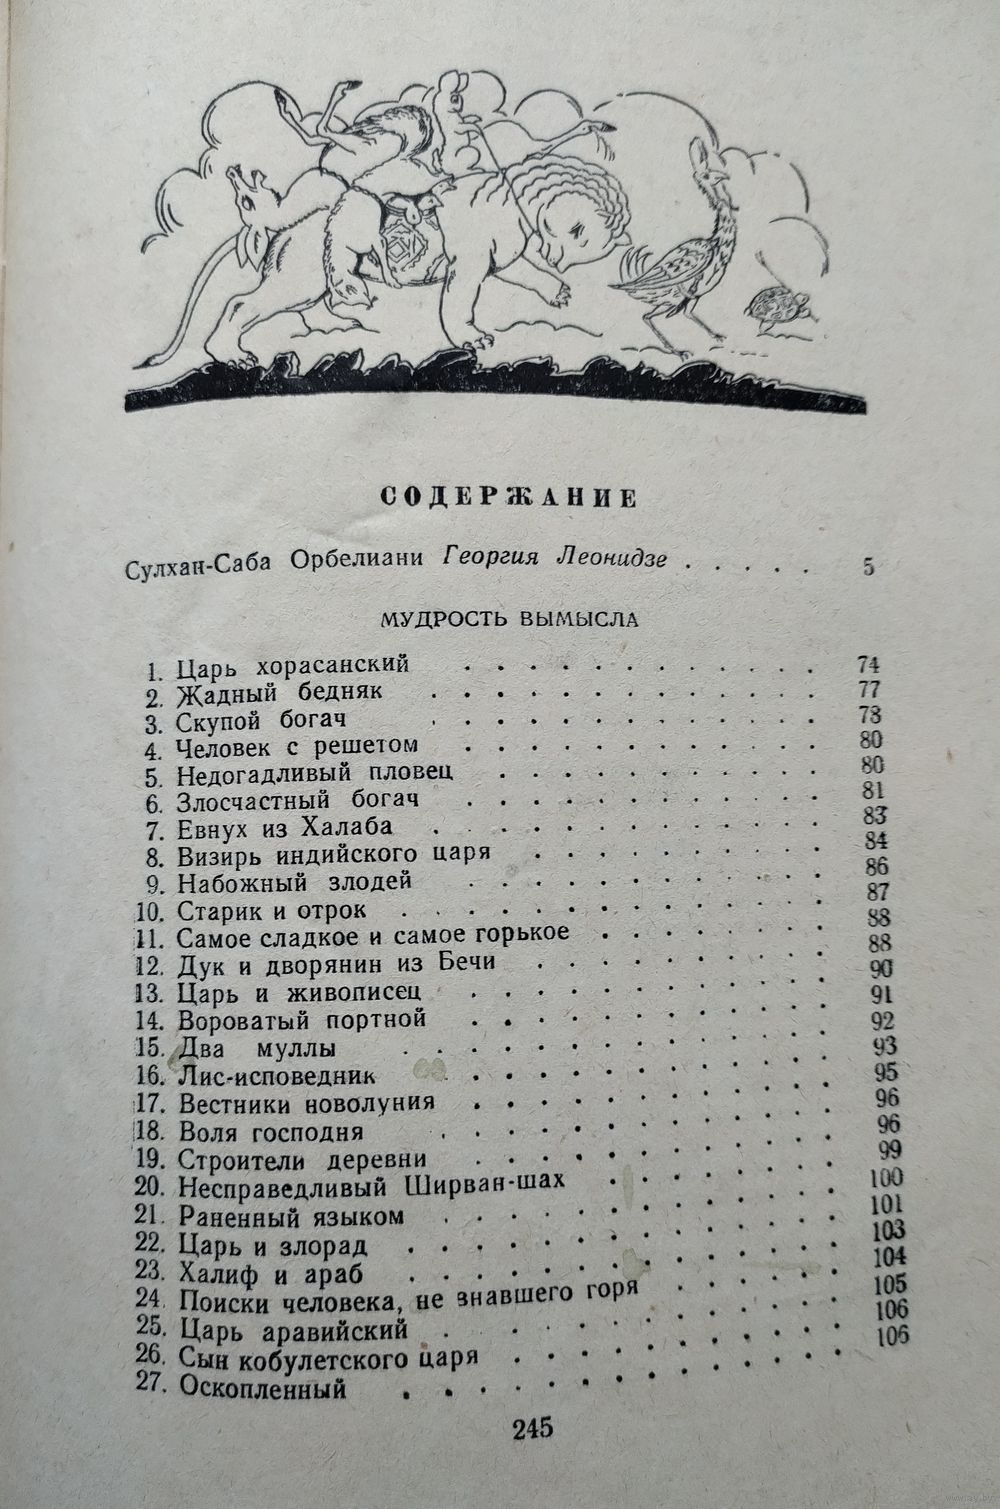 СОДЕРЖАНИЕ
Сулхан-Саба Орбелиани Георгия Леонидзе . . . . . 5
МУДРОСТЬ ВЫМЫСЛА
1. Царь хорасанский . . . . . . . . . . . 74
2. Жадный бедняк . . . . . . . . . . . . 77
3. Скупой богач . . . . . . . . . . . . 78
4. Человек с решетом . . . . . . . . . . . 80
5. Недогадливый пловец . . . . . . . . . . 80
6. Злосчастный богач . . . . . . . . . . . 81
7. Евнух из Халаба . . . . . . . . . . . . 83
8. Визирь индийского царя . . . . . . . . . 84
9. Набожный злодей . . . . . . . . . . . 86
10. Старик и отрок . . . . . . . . . . . . . 87
11. Самое сладкое и самое горькое . . . . . . . 88
12. Дук и дворянин из Бечи . . . . . . . . . 88
13. Царь и живописец . . . . . . . . . . . 90
14. Вороватый портной . . . . . . . . . . . 91
15. Два муллы . . . . . . . . . . . . . 92
16. Лис-исповедник . . . . . . . . . . . 93
17. Вестники новолуния . . . . . . . . . . . 95
18. Воля господня . . . . . . . . . . . . 96
19. Строители деревни . . . . . . . . . . . 96
20. Несправедливый Ширван-шах . . . . . . . 99
21. Раненный языком . . . . . . . . . . . . 100
22. Царь и злорад . . . . . . . . . . . . . 101
23. Халиф и араб . . . . . . . . . . . . . 103
24. Поиски человека, не знавшего горя . . . . . 104
25. Царь аравийский . . . . . . . . . . . . 105
26. Сын кобулетского царя . . . . . . . . . . 106
27. Оскопленный . . . . . . . . . . . . . 106
245